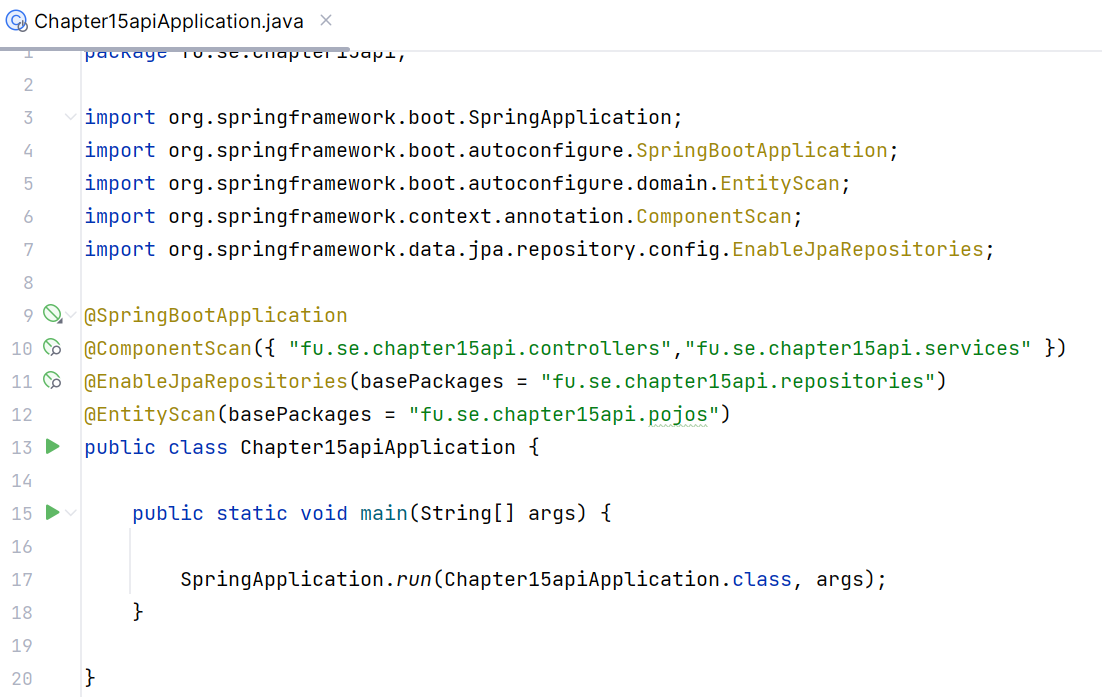 Chapter15apiApplication.java
1 package fu.se.chapter15api;
2
3 import org.springframework.boot.SpringApplication;
4 import org.springframework.boot.autoconfigure.SpringBootApplication;
5 import org.springframework.boot.autoconfigure.domain.EntityScan;
6 import org.springframework.context.annotation.ComponentScan;
7 import org.springframework.data.jpa.repository.config.EnableJpaRepositories;
8
9 @SpringBootApplication
10 @ComponentScan({ "fu.se.chapter15api.controllers","fu.se.chapter15api.services" })
11 @EnableJpaRepositories(basePackages = "fu.se.chapter15api.repositories")
12 @EntityScan(basePackages = "fu.se.chapter15api.pojos")
13 public class Chapter15apiApplication {
14
15 public static void main(String[] args) {
16
17 SpringApplication.run(Chapter15apiApplication.class, args);
18 }
19
20 }